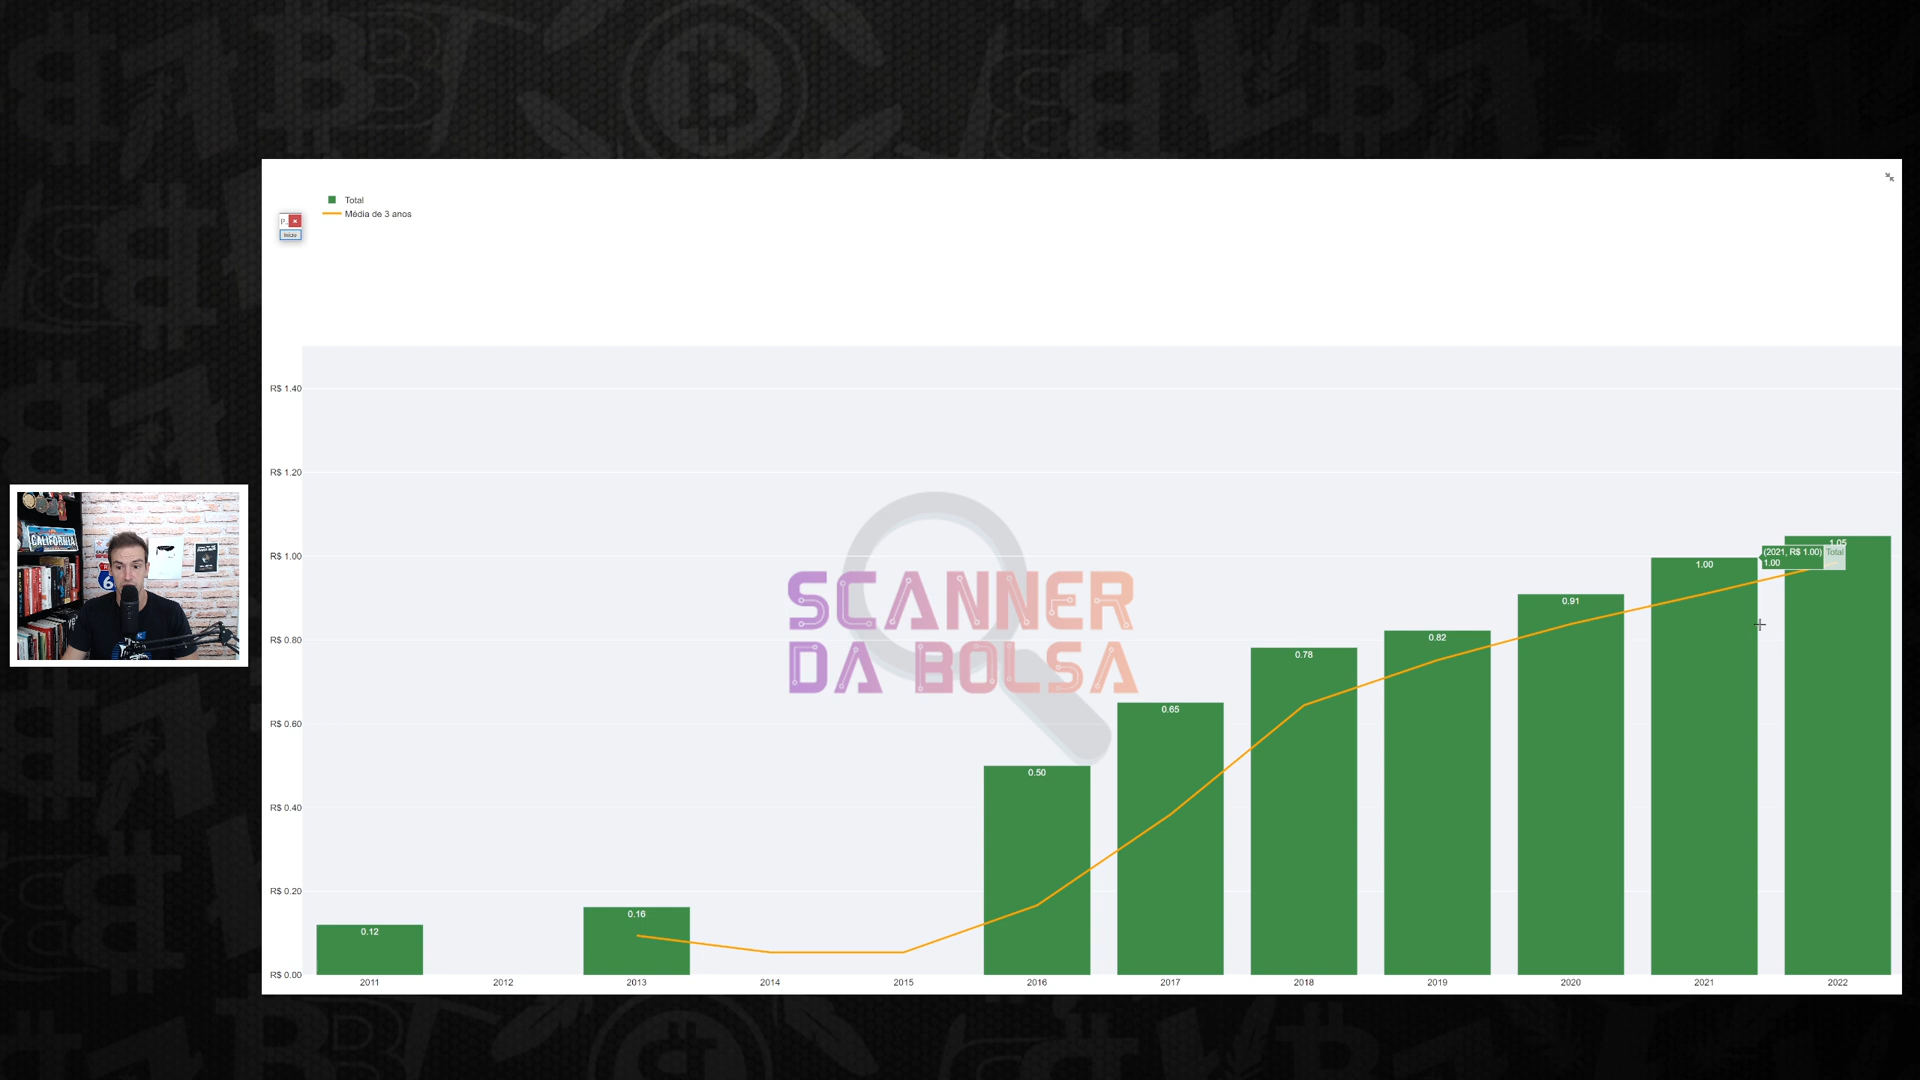 Total
Média de 3 anos
Início
R$ 1.40
R$ 1.20
R$ 1.00
R$ 0.80
R$ 0.60
R$ 0.40
R$ 0.20
R$ 0.00
SCANNER
DA BOLSA
0.12
0.16
0.50
0.65
0.78
0.82
0.91
1.00
1.05
(2021, R$ 1.00) Total
1.00
2011
2012
2013
2014
2015
2016
2017
2018
2019
2020
2021
2022
CALIFORNIA